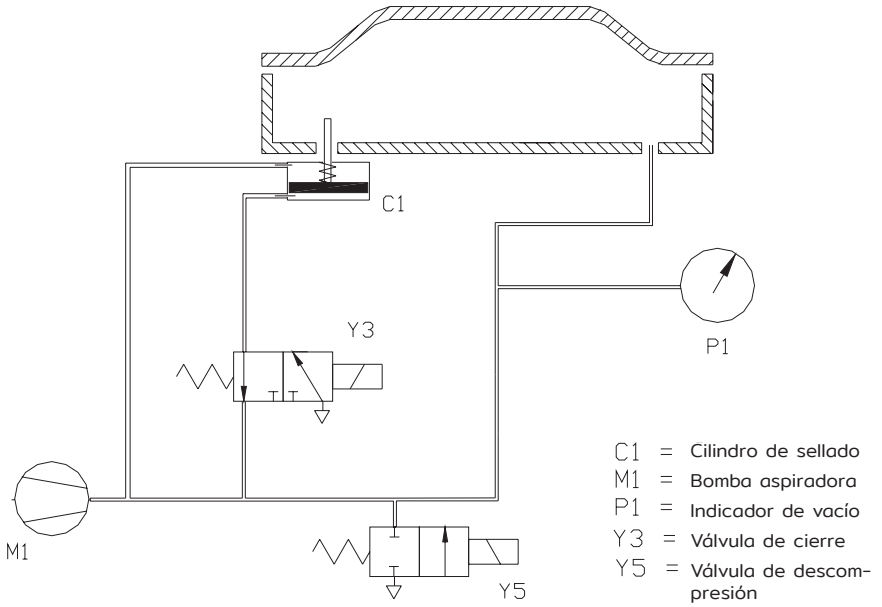 C1
Y3
P1
M1
Y5
C1 = Cilindro de sellado
M1 = Bomba aspiradora
P1 = Indicador de vacío
Y3 = Válvula de cierre
Y5 = Válvula de descom-
presión